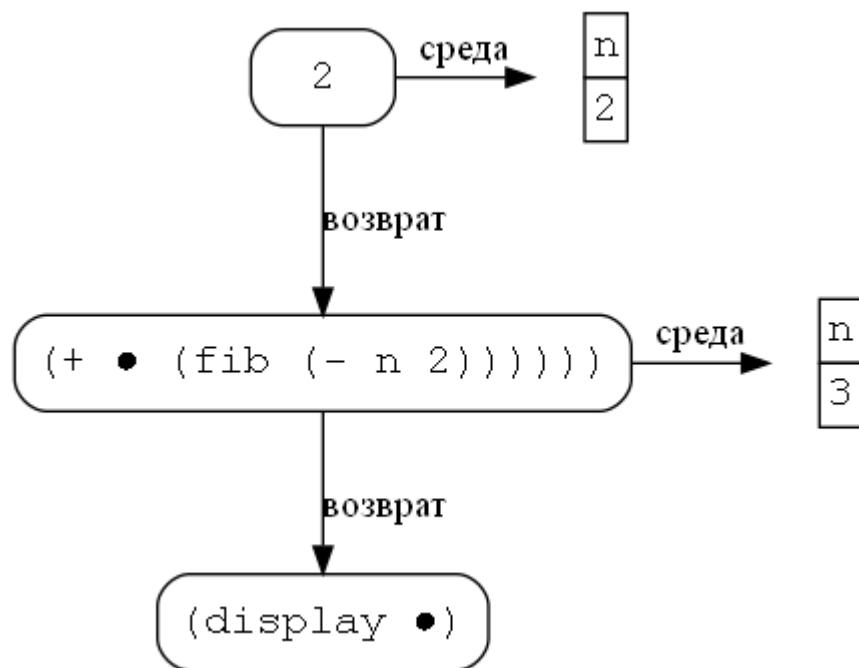 2
среда
n
2
возврат
(+ ● (fib (- n 2))))))
среда
n
3
возврат
(display ●)